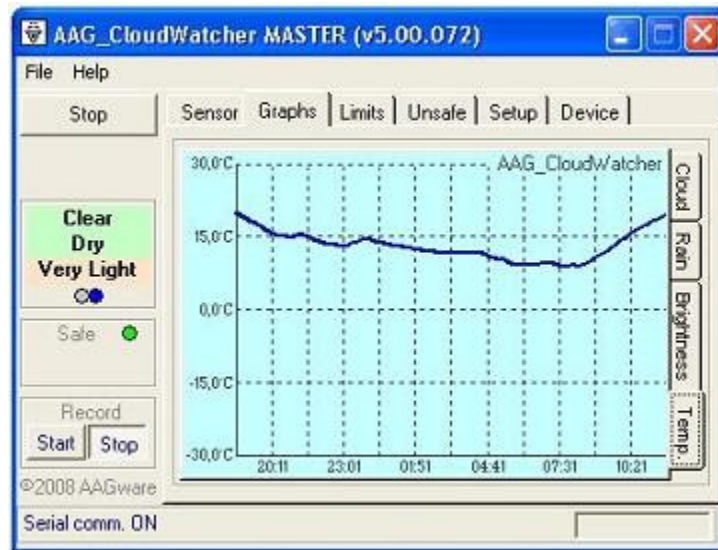 AAG_CloudWatcher MASTER (v5.00.072)
File Help
Stop
Sensor Graphs Limits Unsafe Setup Device
Clear
Dry
Very Light
Safe
Record
Start Stop
©2008 AAGware
Serial comm. ON
AAG_CloudWatcher
30,0°C
15,0°C
0,0°C
-15,0°C
-30,0°C
20:11 23:01 01:51 04:41 07:31 10:21
Cloud
Rain
Brightness
Temp.